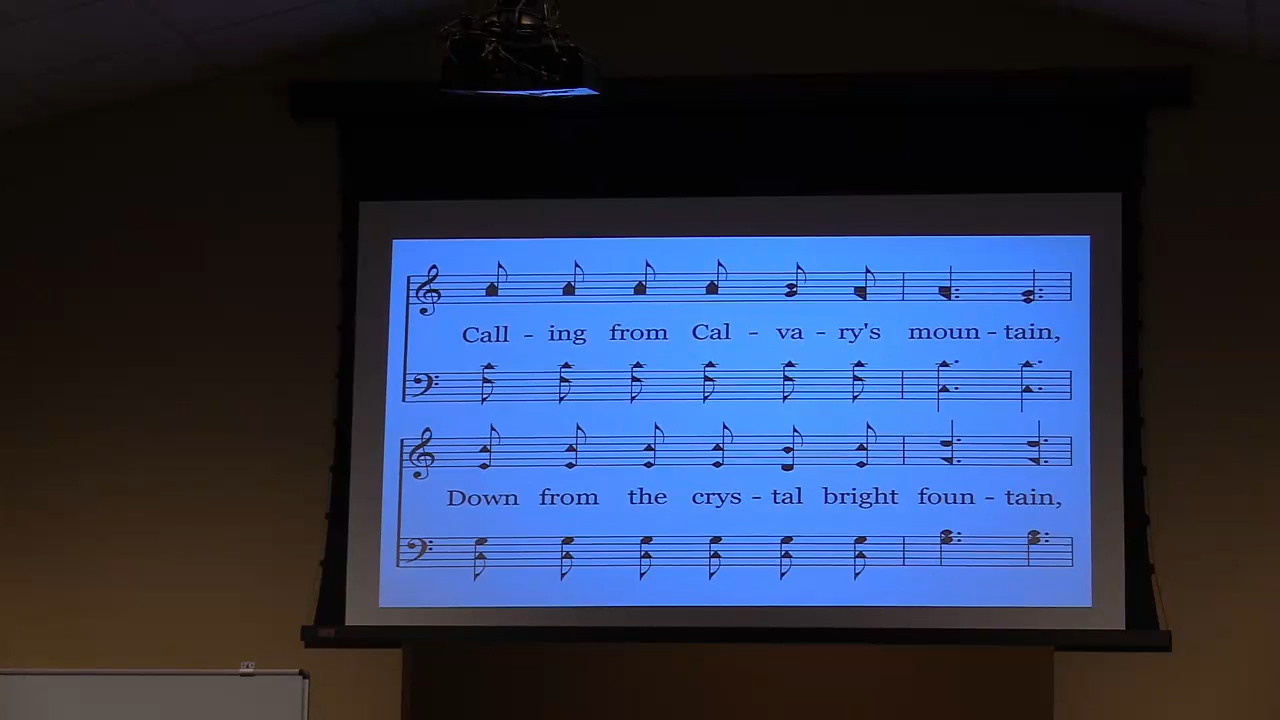 Call - ing from Cal - va - ry's moun - tain,
Down from the crys - tal bright foun - tain,